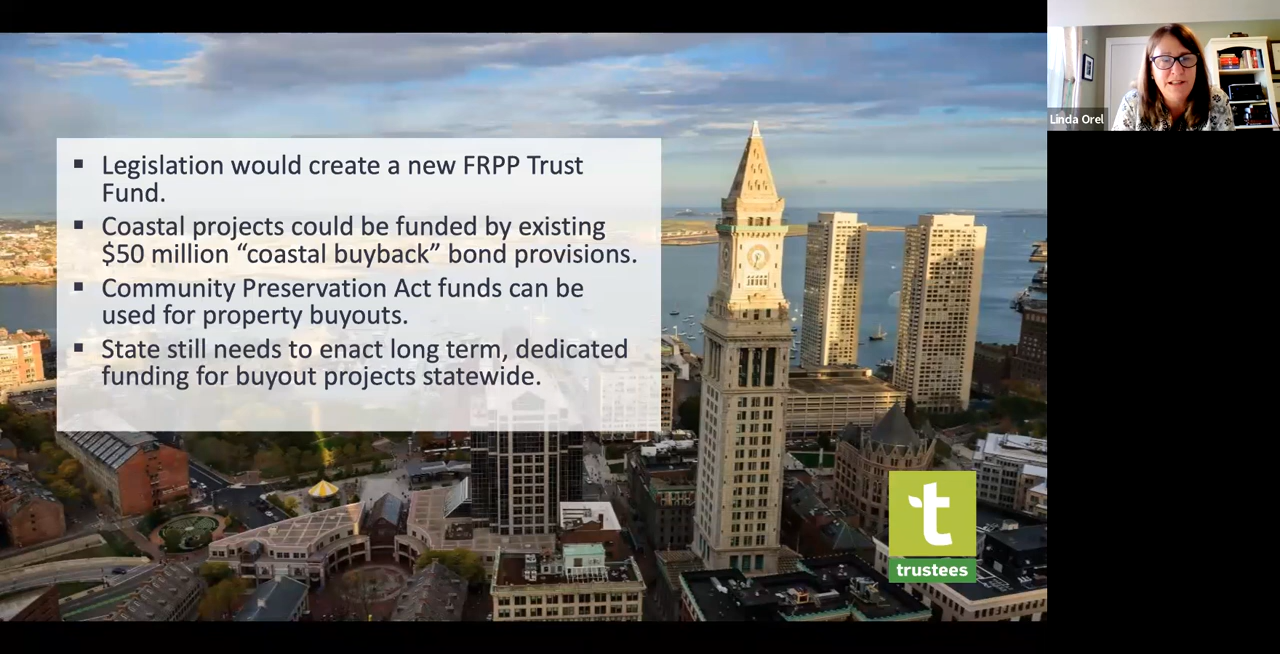 ▪ Legislation would create a new FRPP Trust
Fund.
▪ Coastal projects could be funded by existing
$50 million “coastal buyback” bond provisions.
▪ Community Preservation Act funds can be
used for property buyouts.
▪ State still needs to enact long term, dedicated
funding for buyout projects statewide.
t
trustees
Linda Orel